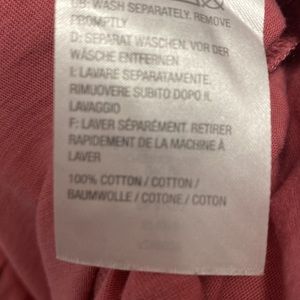 GB: WASH SEPARATELY. REMOVE
PROMPTLY
D: SEPARAT WASCHEN. VOR DER
WÄSCHE ENTFERNEN
I: LAVARE SEPARATAMENTE.
RIMUOVERE SUBITO DOPO IL
LAVAGGIO
F: LAVER SÉPARÉMENT. RETIRER
RAPIDEMENT DE LA MACHINE À
LAVER
100% COTTON / COTTON /
BAUMWOLLE / COTONE / COTON